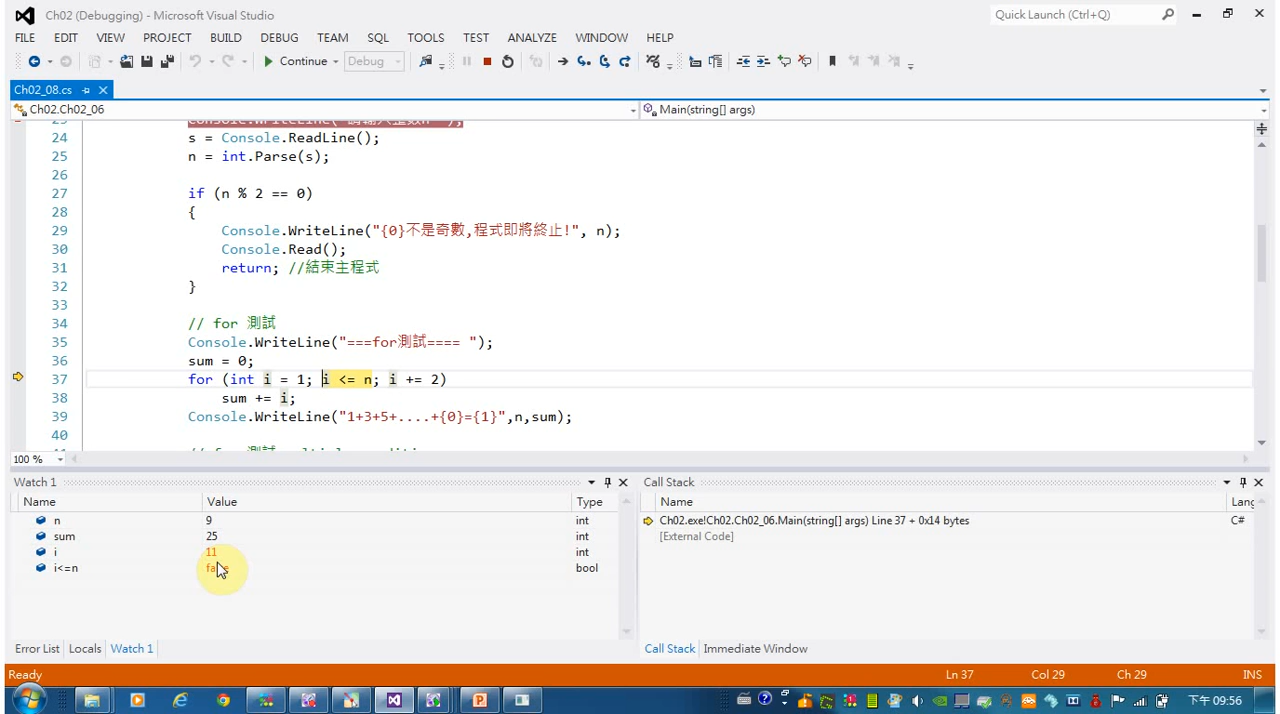 Ch02 (Debugging) - Microsoft Visual Studio
Quick Launch (Ctrl+Q)
FILE EDIT VIEW PROJECT BUILD DEBUG TEAM SQL TOOLS TEST ANALYZE WINDOW HELP
Continue Debug
Ch02_08.cs
Ch02.Ch02_06 Main(string[] args)
24 s = Console.ReadLine();
25 n = int.Parse(s);
26
27 if (n % 2 == 0)
28 {
29 Console.WriteLine("{0}不是奇數,程式即將終止!", n);
30 Console.Read();
31 return; //結束主程式
32 }
33
34 // for 測試
35 Console.WriteLine("===for測試==== ");
36 sum = 0;
37 for (int i = 1; i <= n; i += 2)
38 sum += i;
39 Console.WriteLine("1+3+5+....+{0}={1}",n,sum);
40
100 %
Watch 1
Name Value Type
n 9 int
sum 25 int
i 11 int
i<=n bool
Call Stack
Name Lang
Ch02.exe!Ch02.Ch02_06.Main(string[] args) Line 37 + 0x14 bytes C#
[External Code]
Error List Locals Watch 1
Call Stack Immediate Window
Ready Ln 37 Col 29 Ch 29 INS
下午 09:56